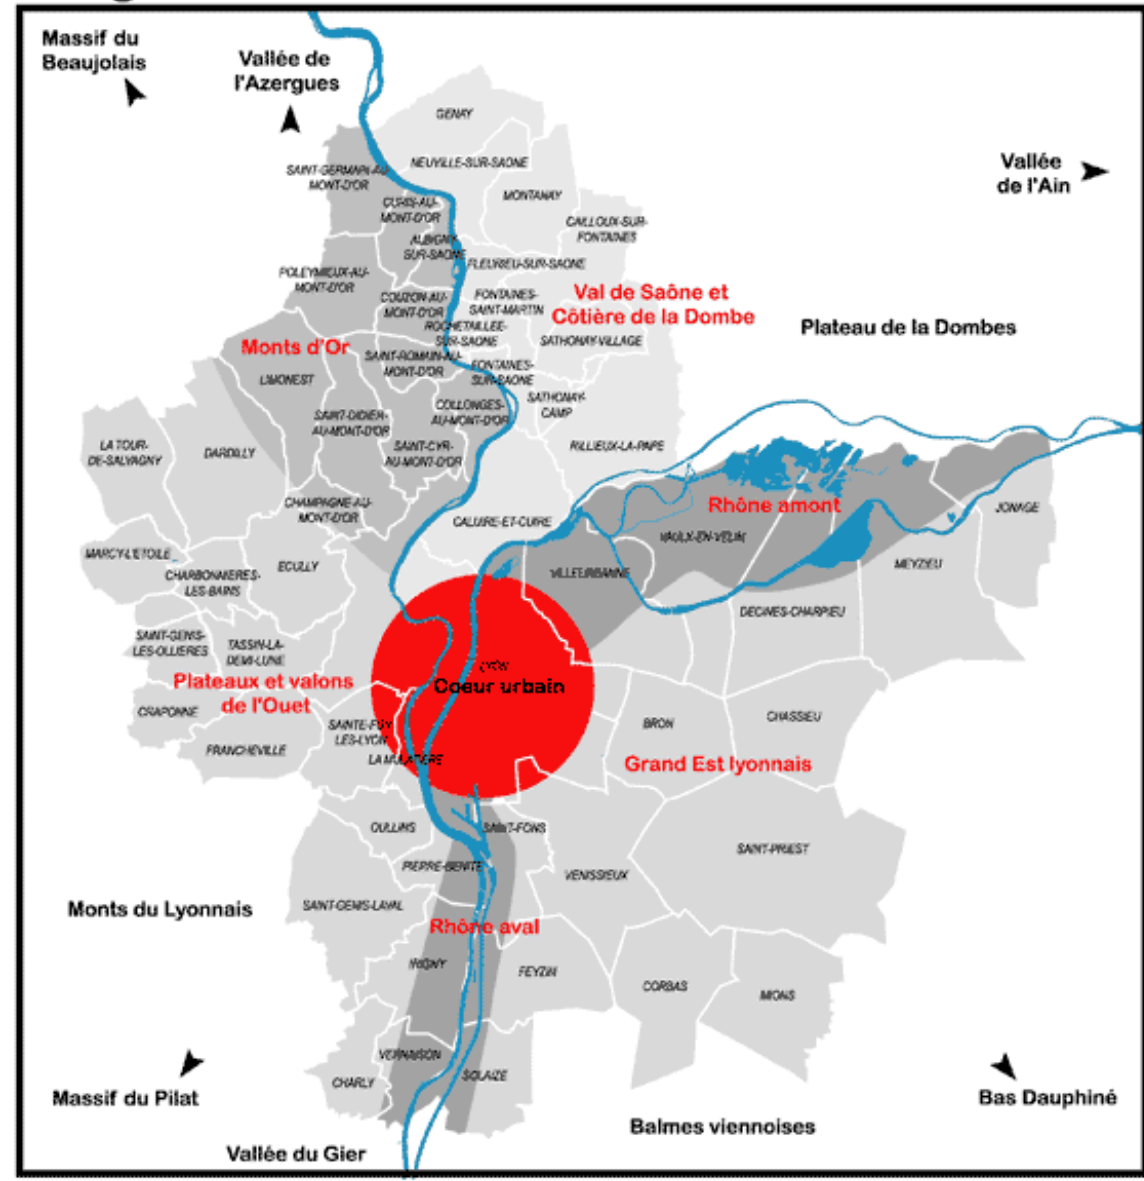 Massif du
Beaujolais
Vallée de
l'Azergues
GENAY
SAINT-GERMAIN-AU-
MONT-D'OR
NEUVILLE-SUR-SAONE
Vallée
de l'Ain
MONTANAY
CURIS-AU-
MONT-D'OR
CAILLOUX-SUR-
FONTAINES
ALBIGNY-
SUR-SAONE
FLEURIEU-SUR-SAONE
POLEYMIEUX-AU-
MONT-D'OR
COUZON-AU-
MONT-D'OR
FONTAINES-
SAINT-MARTIN
Val de Saône et
Côtière de la Dombe
ROCHETAILLEE-
SUR-SAONE
SATHONAY-VILLAGE
Plateau de la Dombes
Monts d'Or
SAINT-ROMAIN-AU-
MONT-D'OR
LIMONEST
FONTAINES-
SUR-SAONE
SAINT-DIDIER-
AU-MONT-D'OR
COLLONGES-
AU-MONT-D'OR
SATHONAY-
CAMP
LA TOUR-
DE-SALVAGNY
DARDILLY
SAINT-CYR-
AU-MONT-D'OR
RILLIEUX-LA-PAPE
CHAMPAGNE-AU-
MONT-D'OR
Rhône amont
JONAGE
CALUIRE-ET-CUIRE
VAULX-EN-VELIN
MARCY-L'ETOILE
ECULLY
CHARBONNIERES-
LES-BAINS
VILLEURBANNE
MEYZIEU
DECINES-CHARPIEU
SAINT-GENIS-
LES-OLLIERES
TASSIN-LA-
DEMI-LUNE
LYON
Coeur urbain
Plateaux et valons
de l'Ouet
CRAPONNE
FRANCHEVILLE
SAINTE-FOY-
LES-LYON
BRON
CHASSIEU
LA MULATIERE
Grand Est lyonnais
OULLINS
SAINT-FONS
PIERRE-BENITE
VENISSIEUX
SAINT-PRIEST
Monts du Lyonnais
SAINT-GENIS-LAVAL
Rhône aval
IRIGNY
FEYZIN
CORBAS
MIONS
VERNAISON
CHARLY
SOLAIZE
Massif du Pilat
Bas Dauphiné
Balmes viennoises
Vallée du Gier